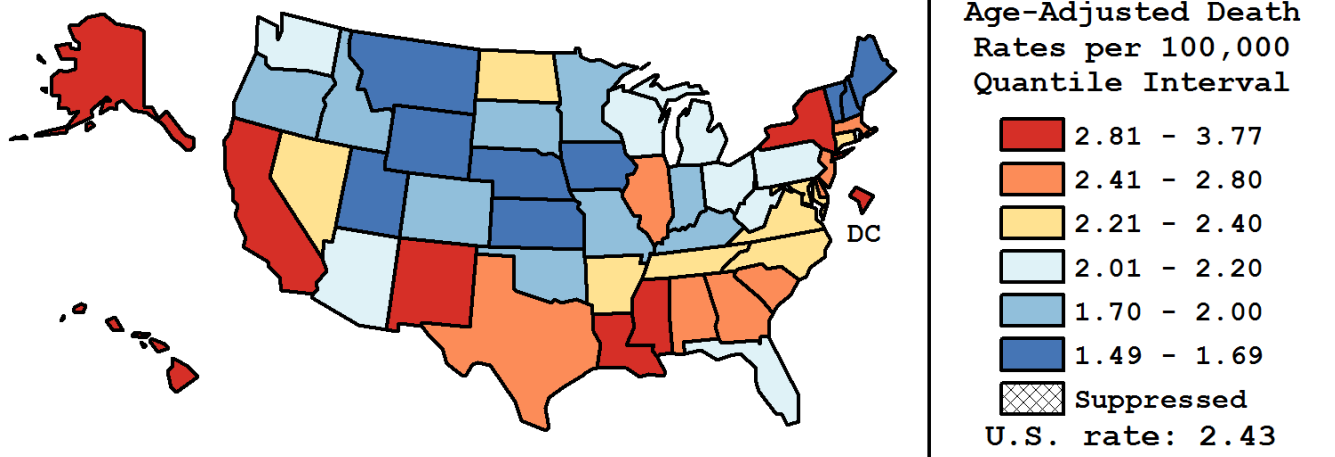 Age-Adjusted Death
Rates per 100,000
Quantile Interval
2.81 - 3.77
2.41 - 2.80
2.21 - 2.40
2.01 - 2.20
1.70 - 2.00
1.49 - 1.69
Suppressed
U.S. rate: 2.43
DC